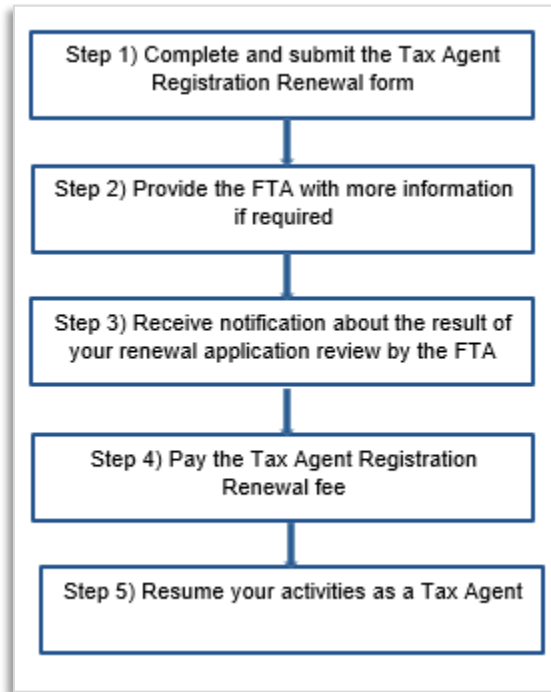 Step 1) Complete and submit the Tax Agent
Registration Renewal form
Step 2) Provide the FTA with more information
if required
Step 3) Receive notification about the result of
your renewal application review by the FTA
Step 4) Pay the Tax Agent Registration
Renewal fee
Step 5) Resume your activities as a Tax Agent